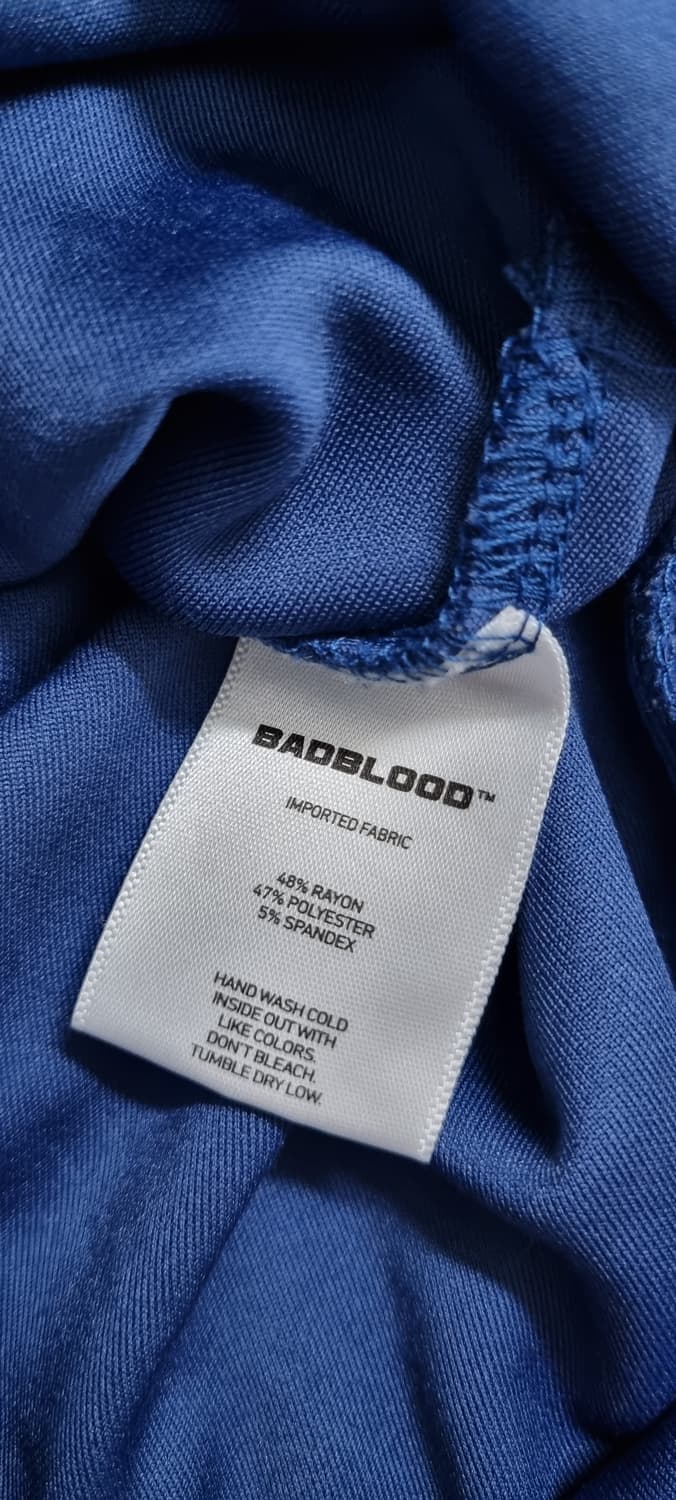 BADBLOOD™
IMPORTED FABRIC
48% RAYON
47% POLYESTER
5% SPANDEX
HAND WASH COLD
INSIDE OUT WITH
LIKE COLORS.
DON'T BLEACH.
TUMBLE DRY LOW.